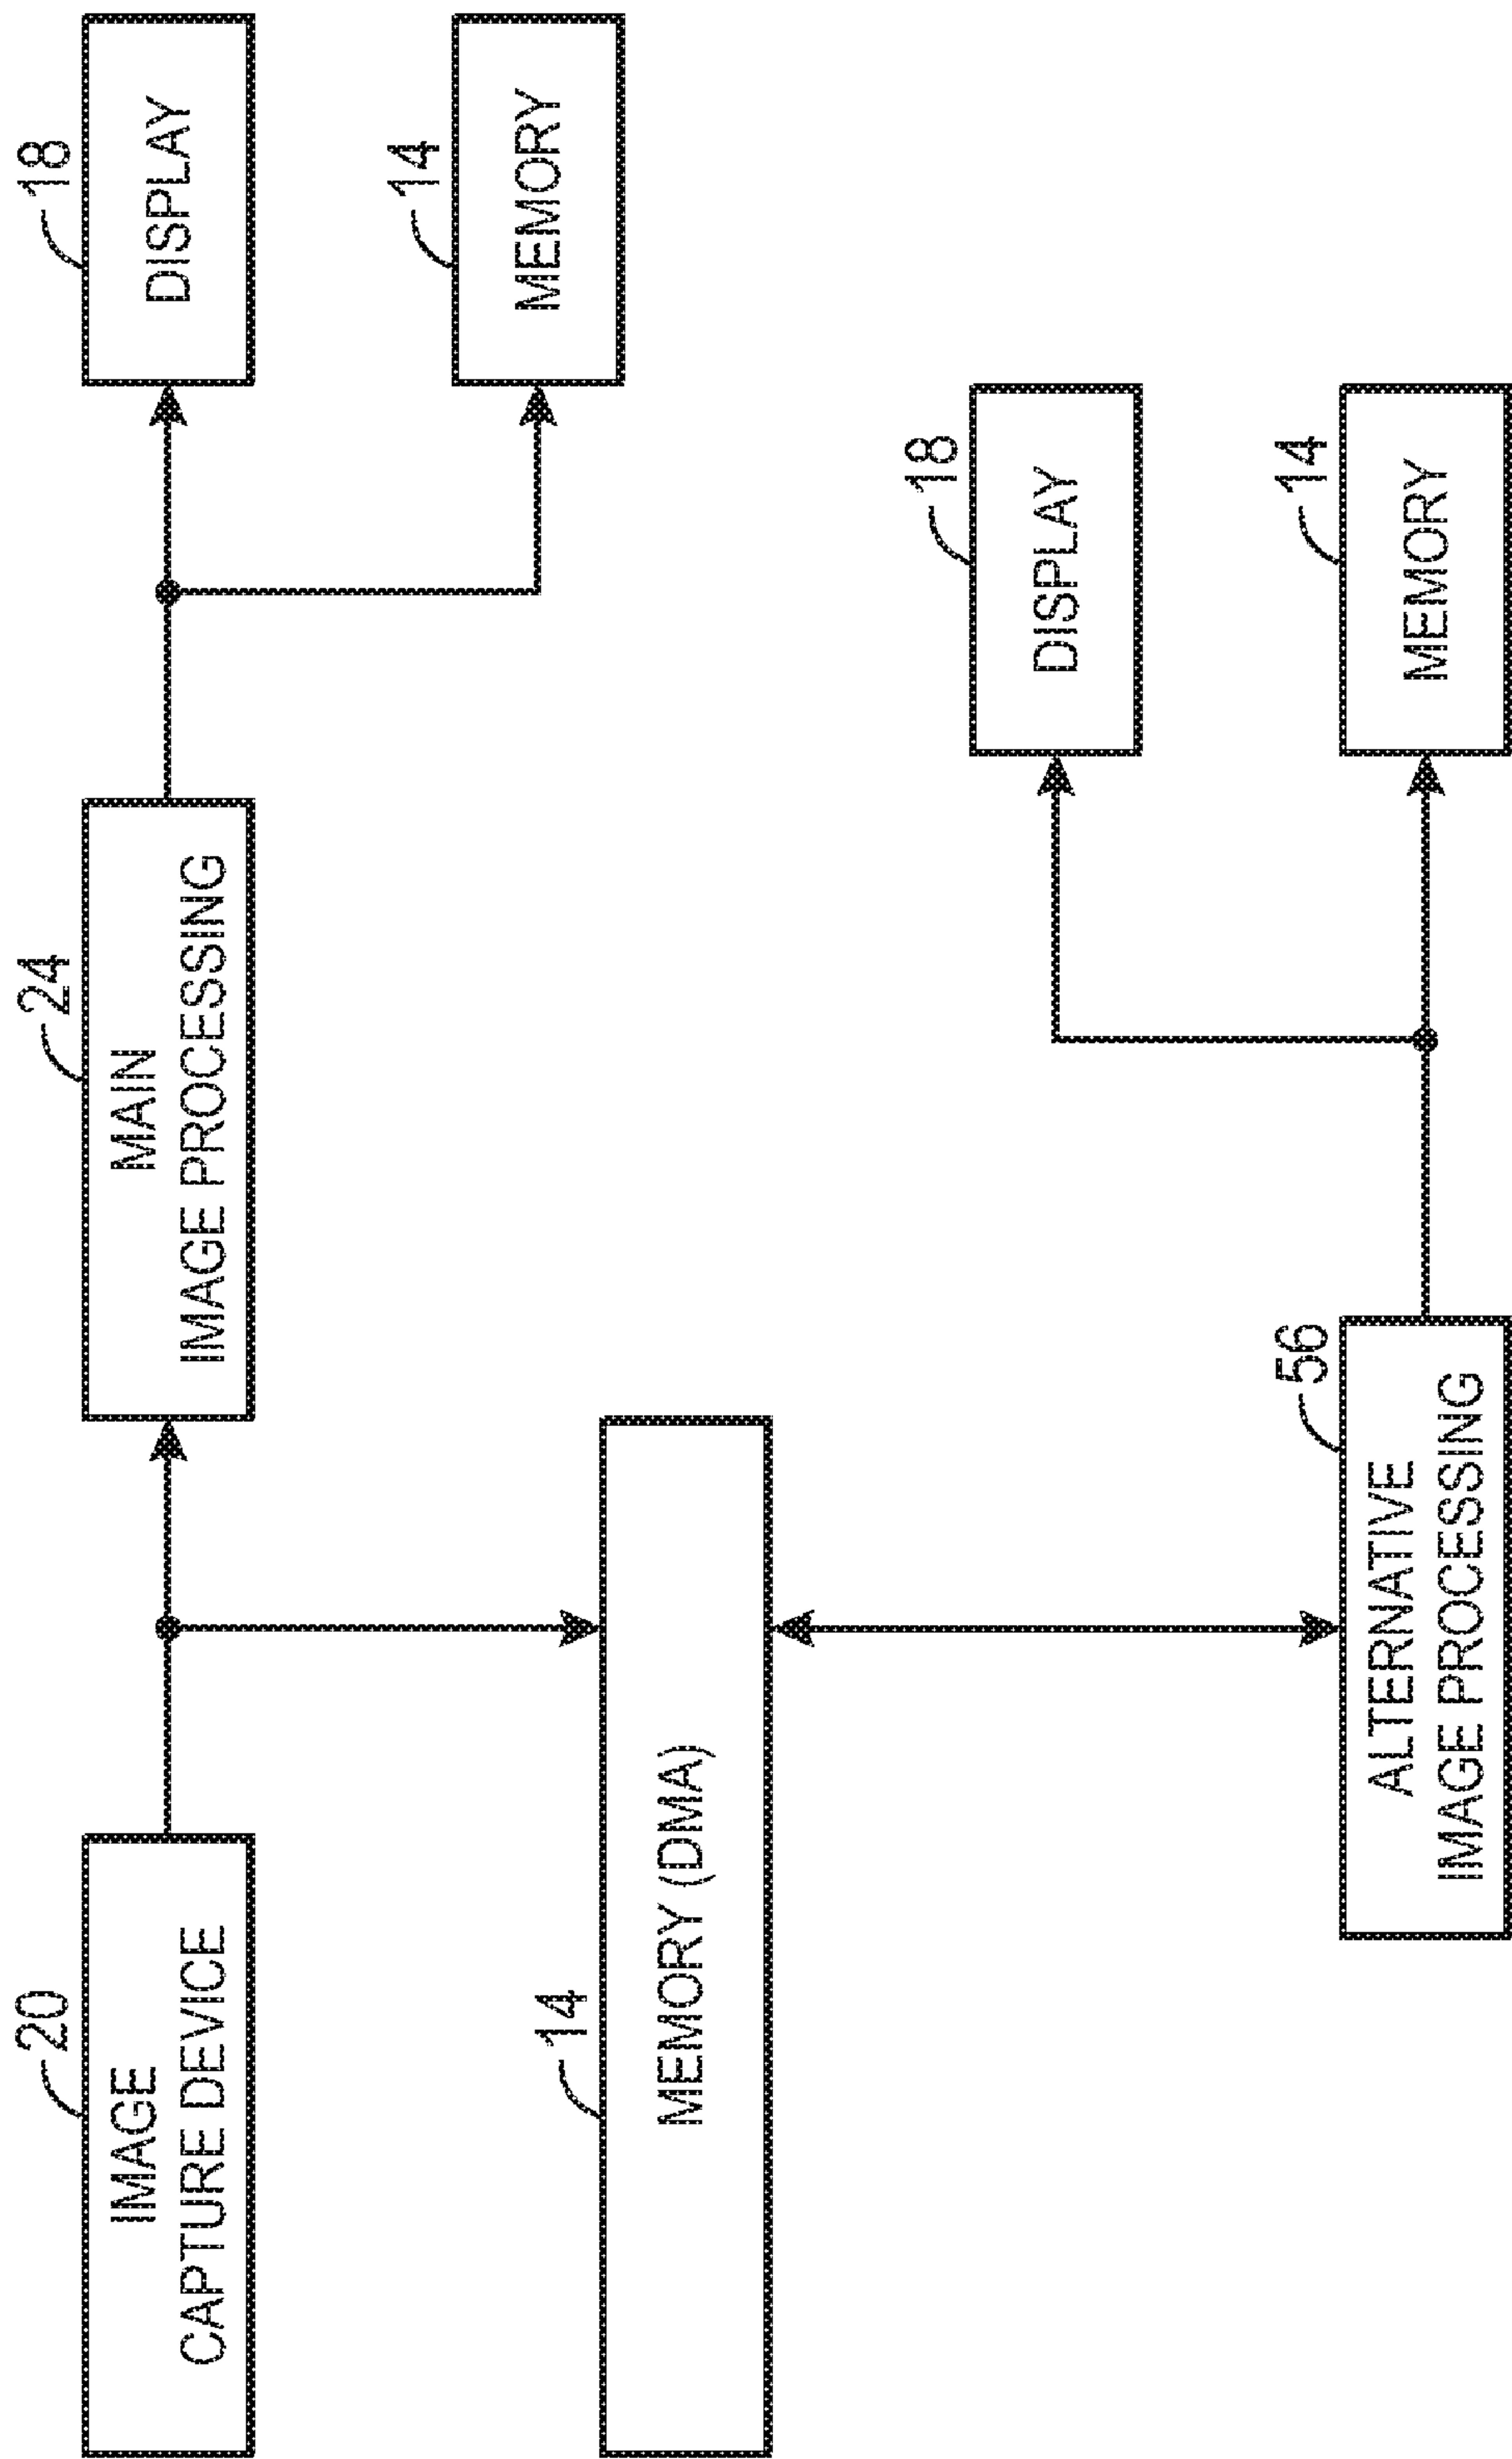 20
IMAGE
CAPTURE DEVICE
24
MAIN
IMAGE PROCESSING
18
DISPLAY
14
MEMORY
14
MEMORY (DMA)
18
DISPLAY
56
ALTERNATIVE
IMAGE PROCESSING
14
MEMORY